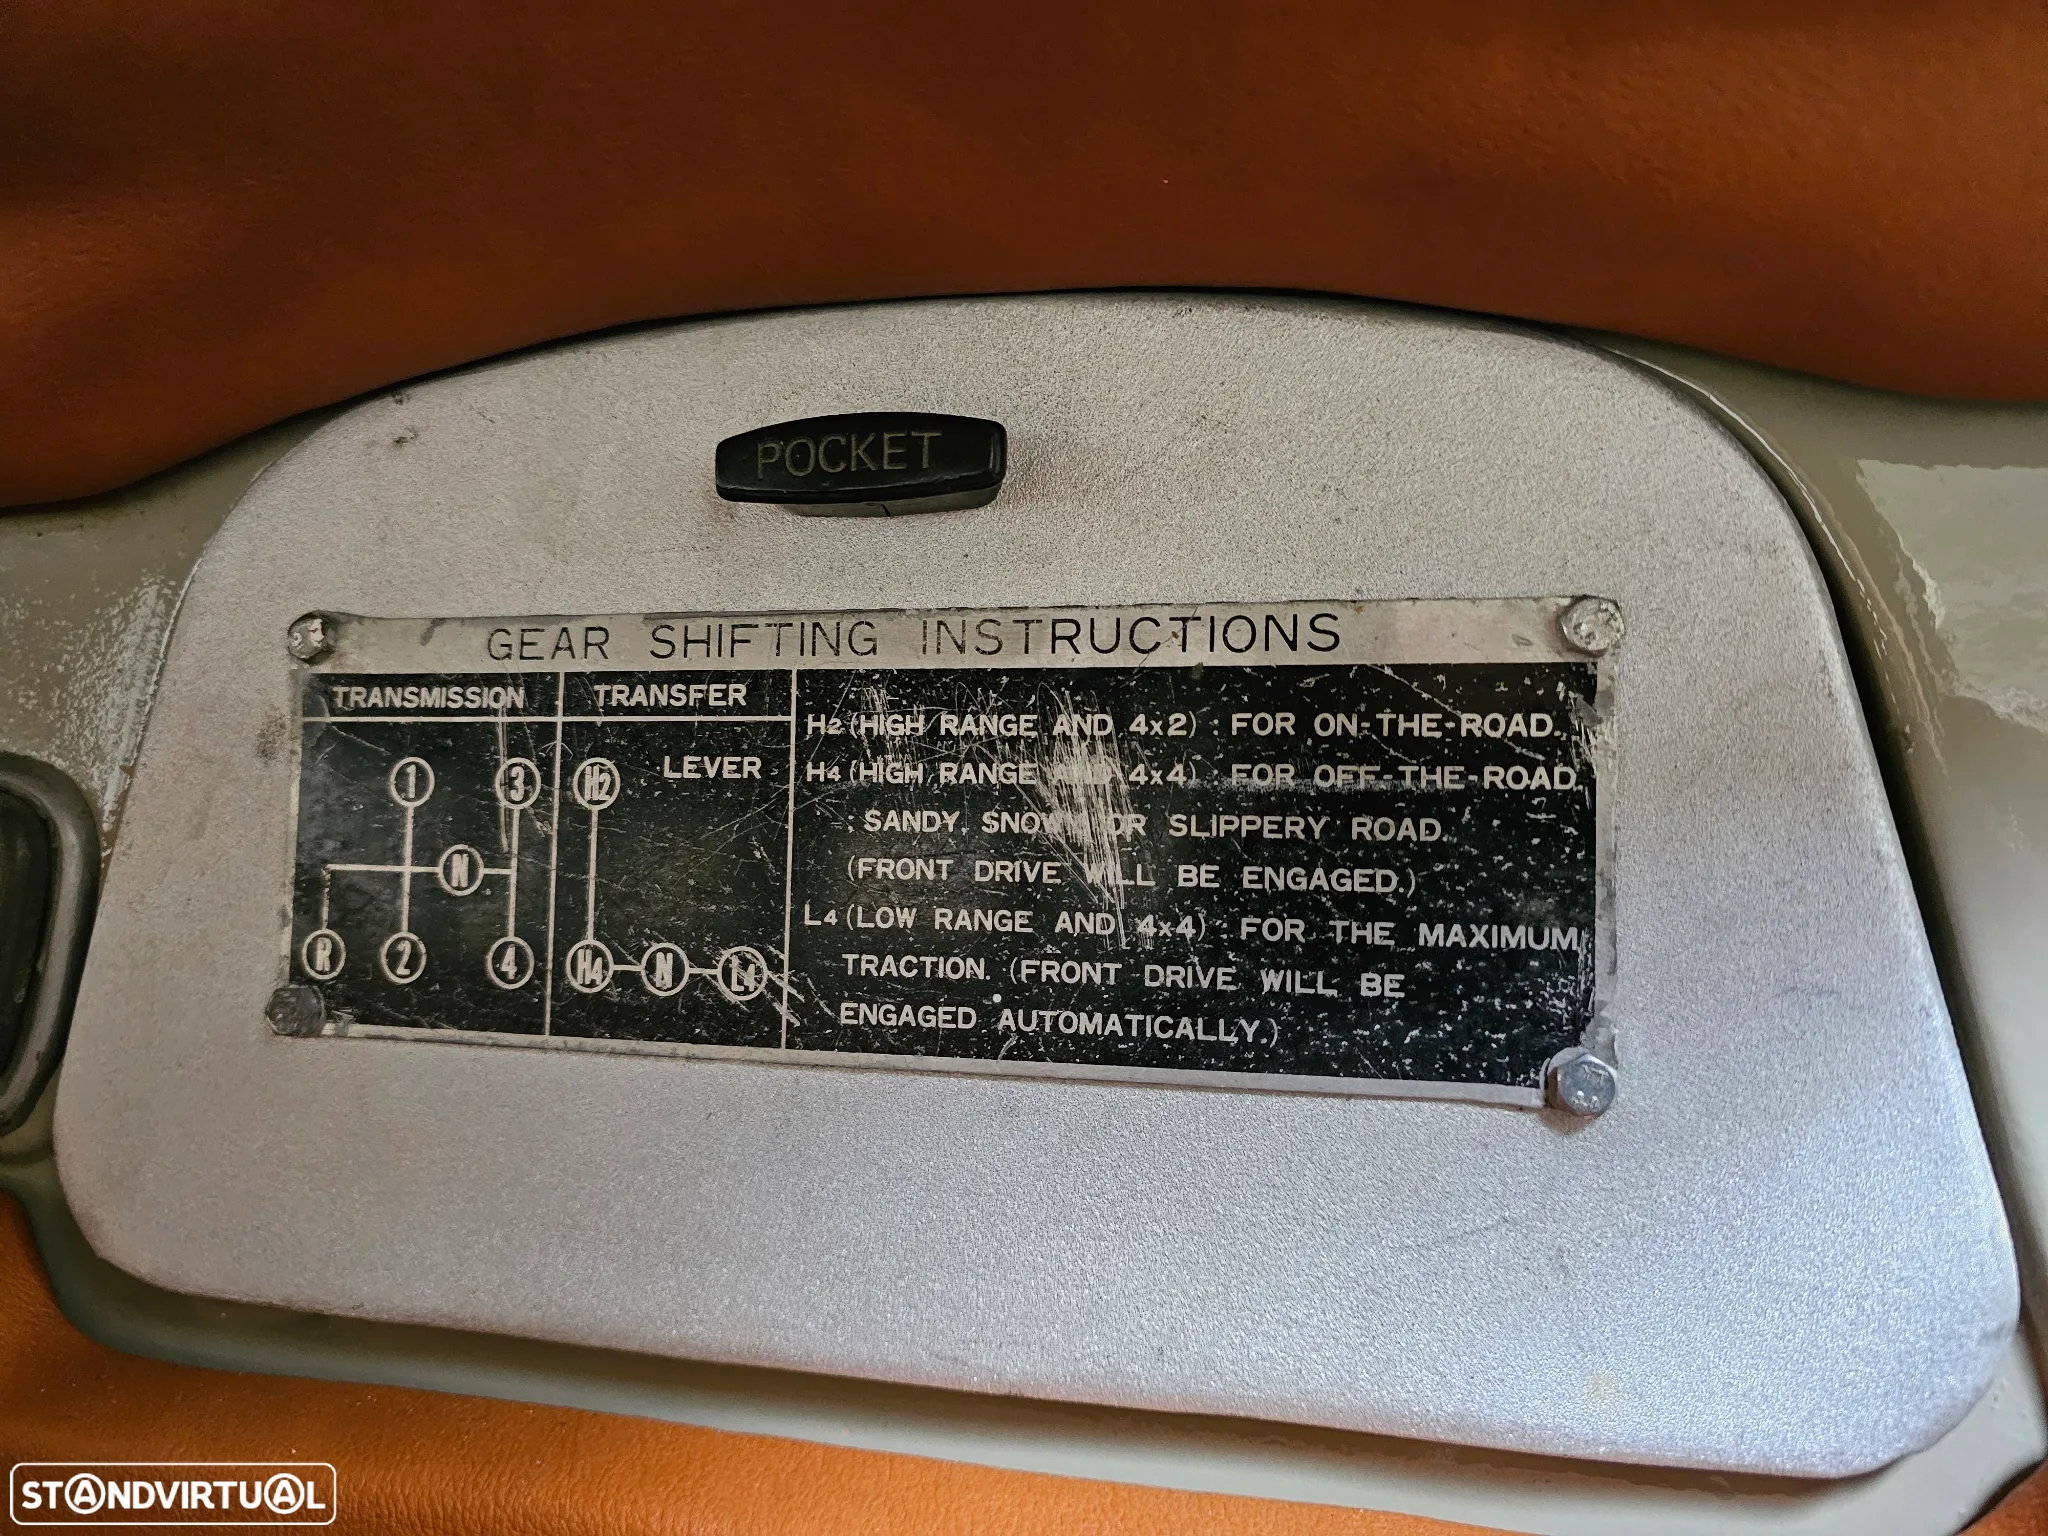 POCKET
GEAR SHIFTING INSTRUCTIONS
TRANSMISSION
1 3
N
R 2 4
TRANSFER
LEVER
H2
H4 N L4
H2 (HIGH RANGE AND 4x2) : FOR ON-THE-ROAD.
H4 (HIGH RANGE AND 4x4) : FOR OFF-THE-ROAD.
SANDY. SNOWY OR SLIPPERY ROAD.
(FRONT DRIVE WILL BE ENGAGED.)
L4 (LOW RANGE AND 4x4) : FOR THE MAXIMUM
TRACTION. (FRONT DRIVE WILL BE
ENGAGED AUTOMATICALLY.)
STANDVIRTUAL